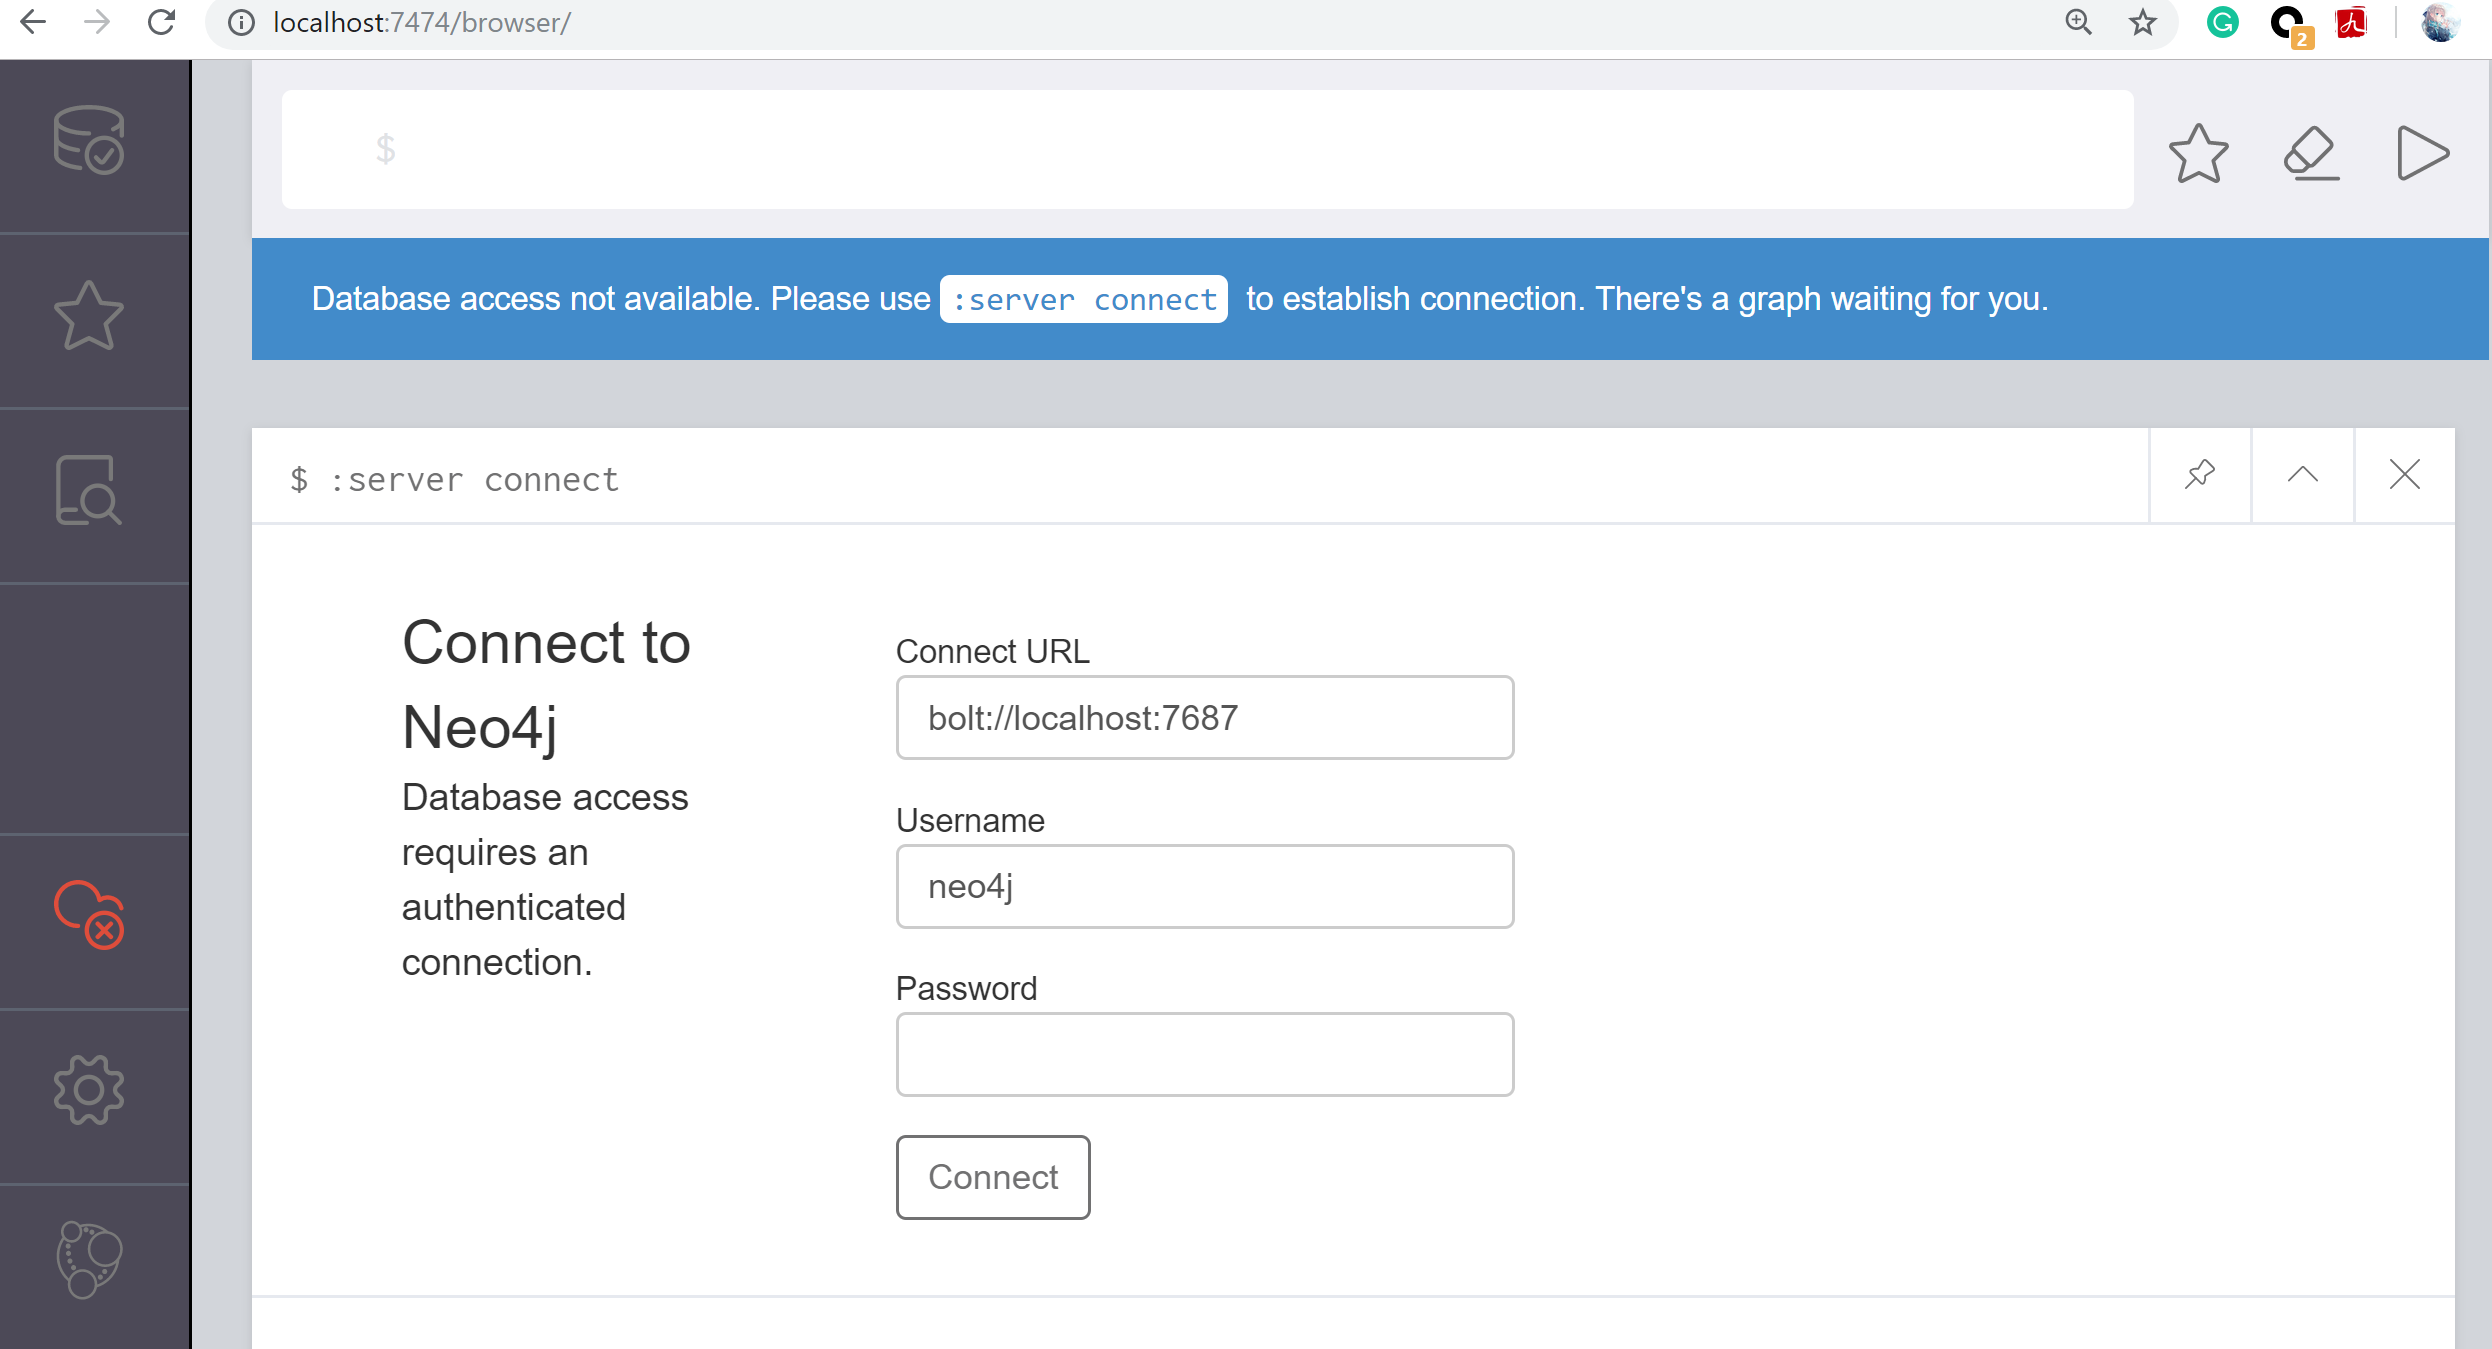 localhost:7474/browser/
2
$
Database access not available. Please use :server connect to establish connection. There's a graph waiting for you.
$ :server connect
Connect to
Neo4j
Database access
requires an
authenticated
connection.
Connect URL
bolt://localhost:7687
Username
neo4j
Password
Connect